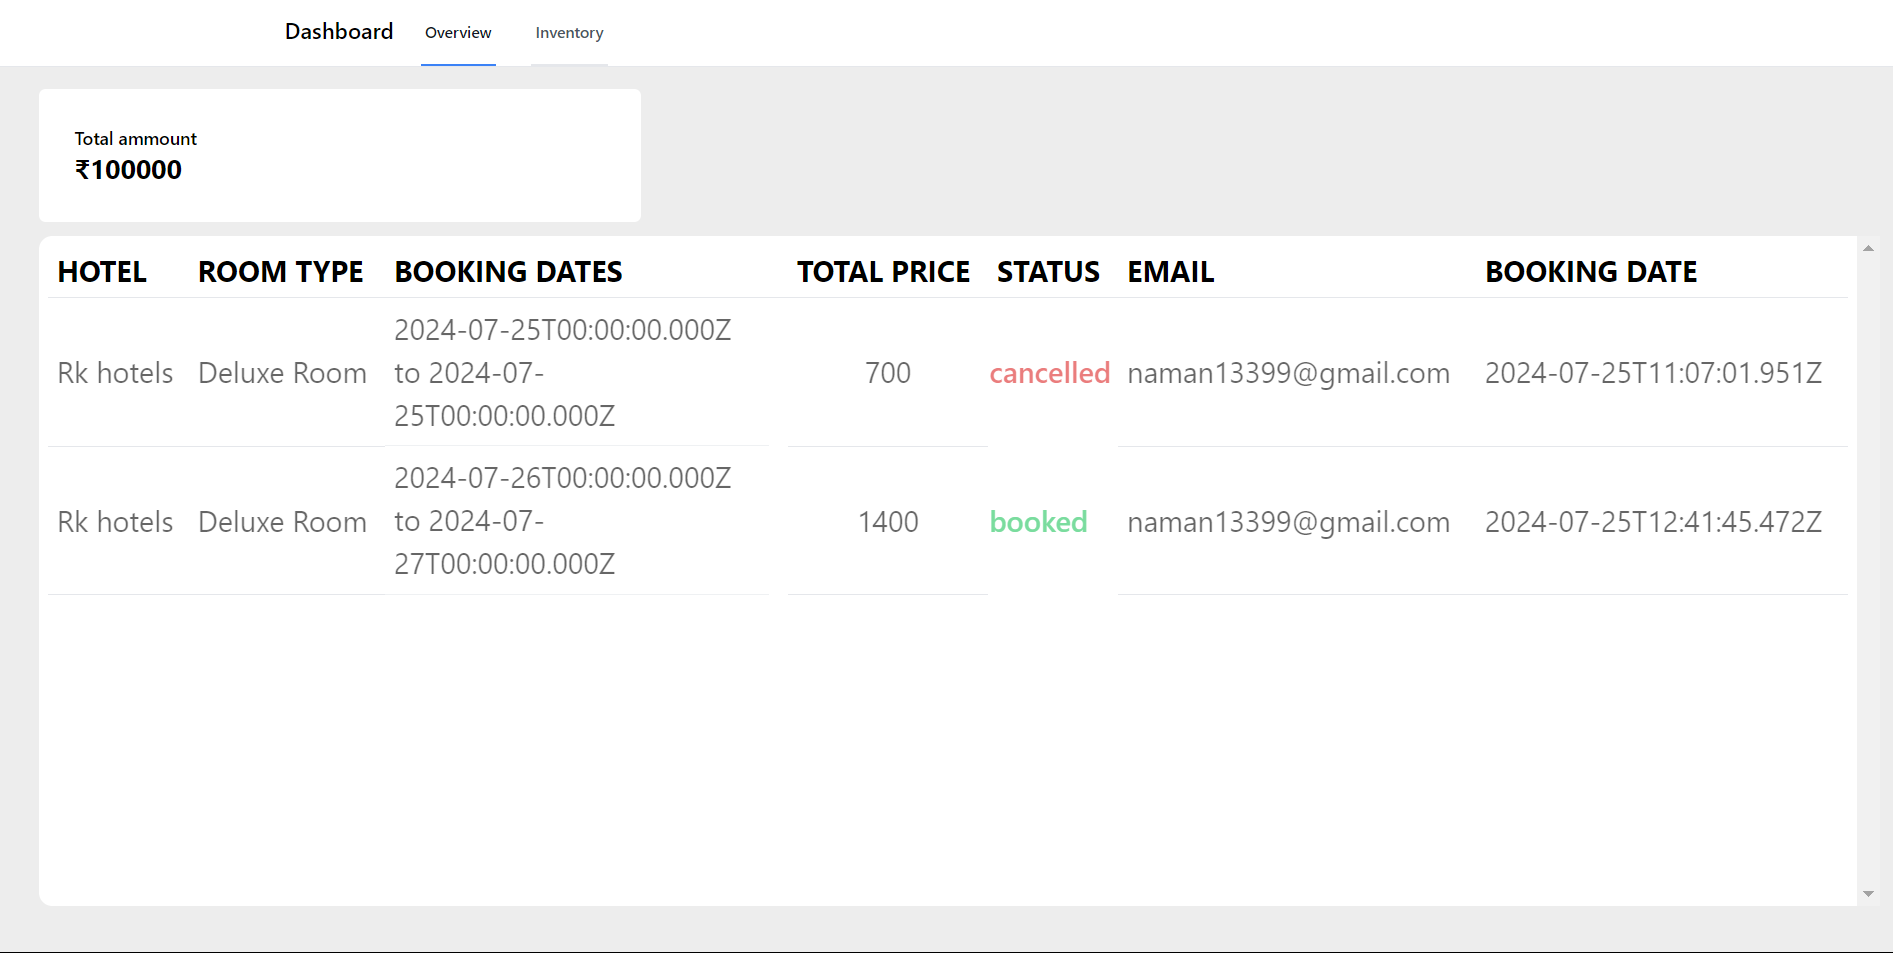 Dashboard Overview Inventory
Total ammount
₹100000
HOTEL ROOM TYPE BOOKING DATES TOTAL PRICE STATUS EMAIL BOOKING DATE
2024-07-25T00:00:00.000Z
Rk hotels Deluxe Room to 2024-07- 700 cancelled naman13399@gmail.com 2024-07-25T11:07:01.951Z
25T00:00:00.000Z
2024-07-26T00:00:00.000Z
Rk hotels Deluxe Room to 2024-07- 1400 booked naman13399@gmail.com 2024-07-25T12:41:45.472Z
27T00:00:00.000Z